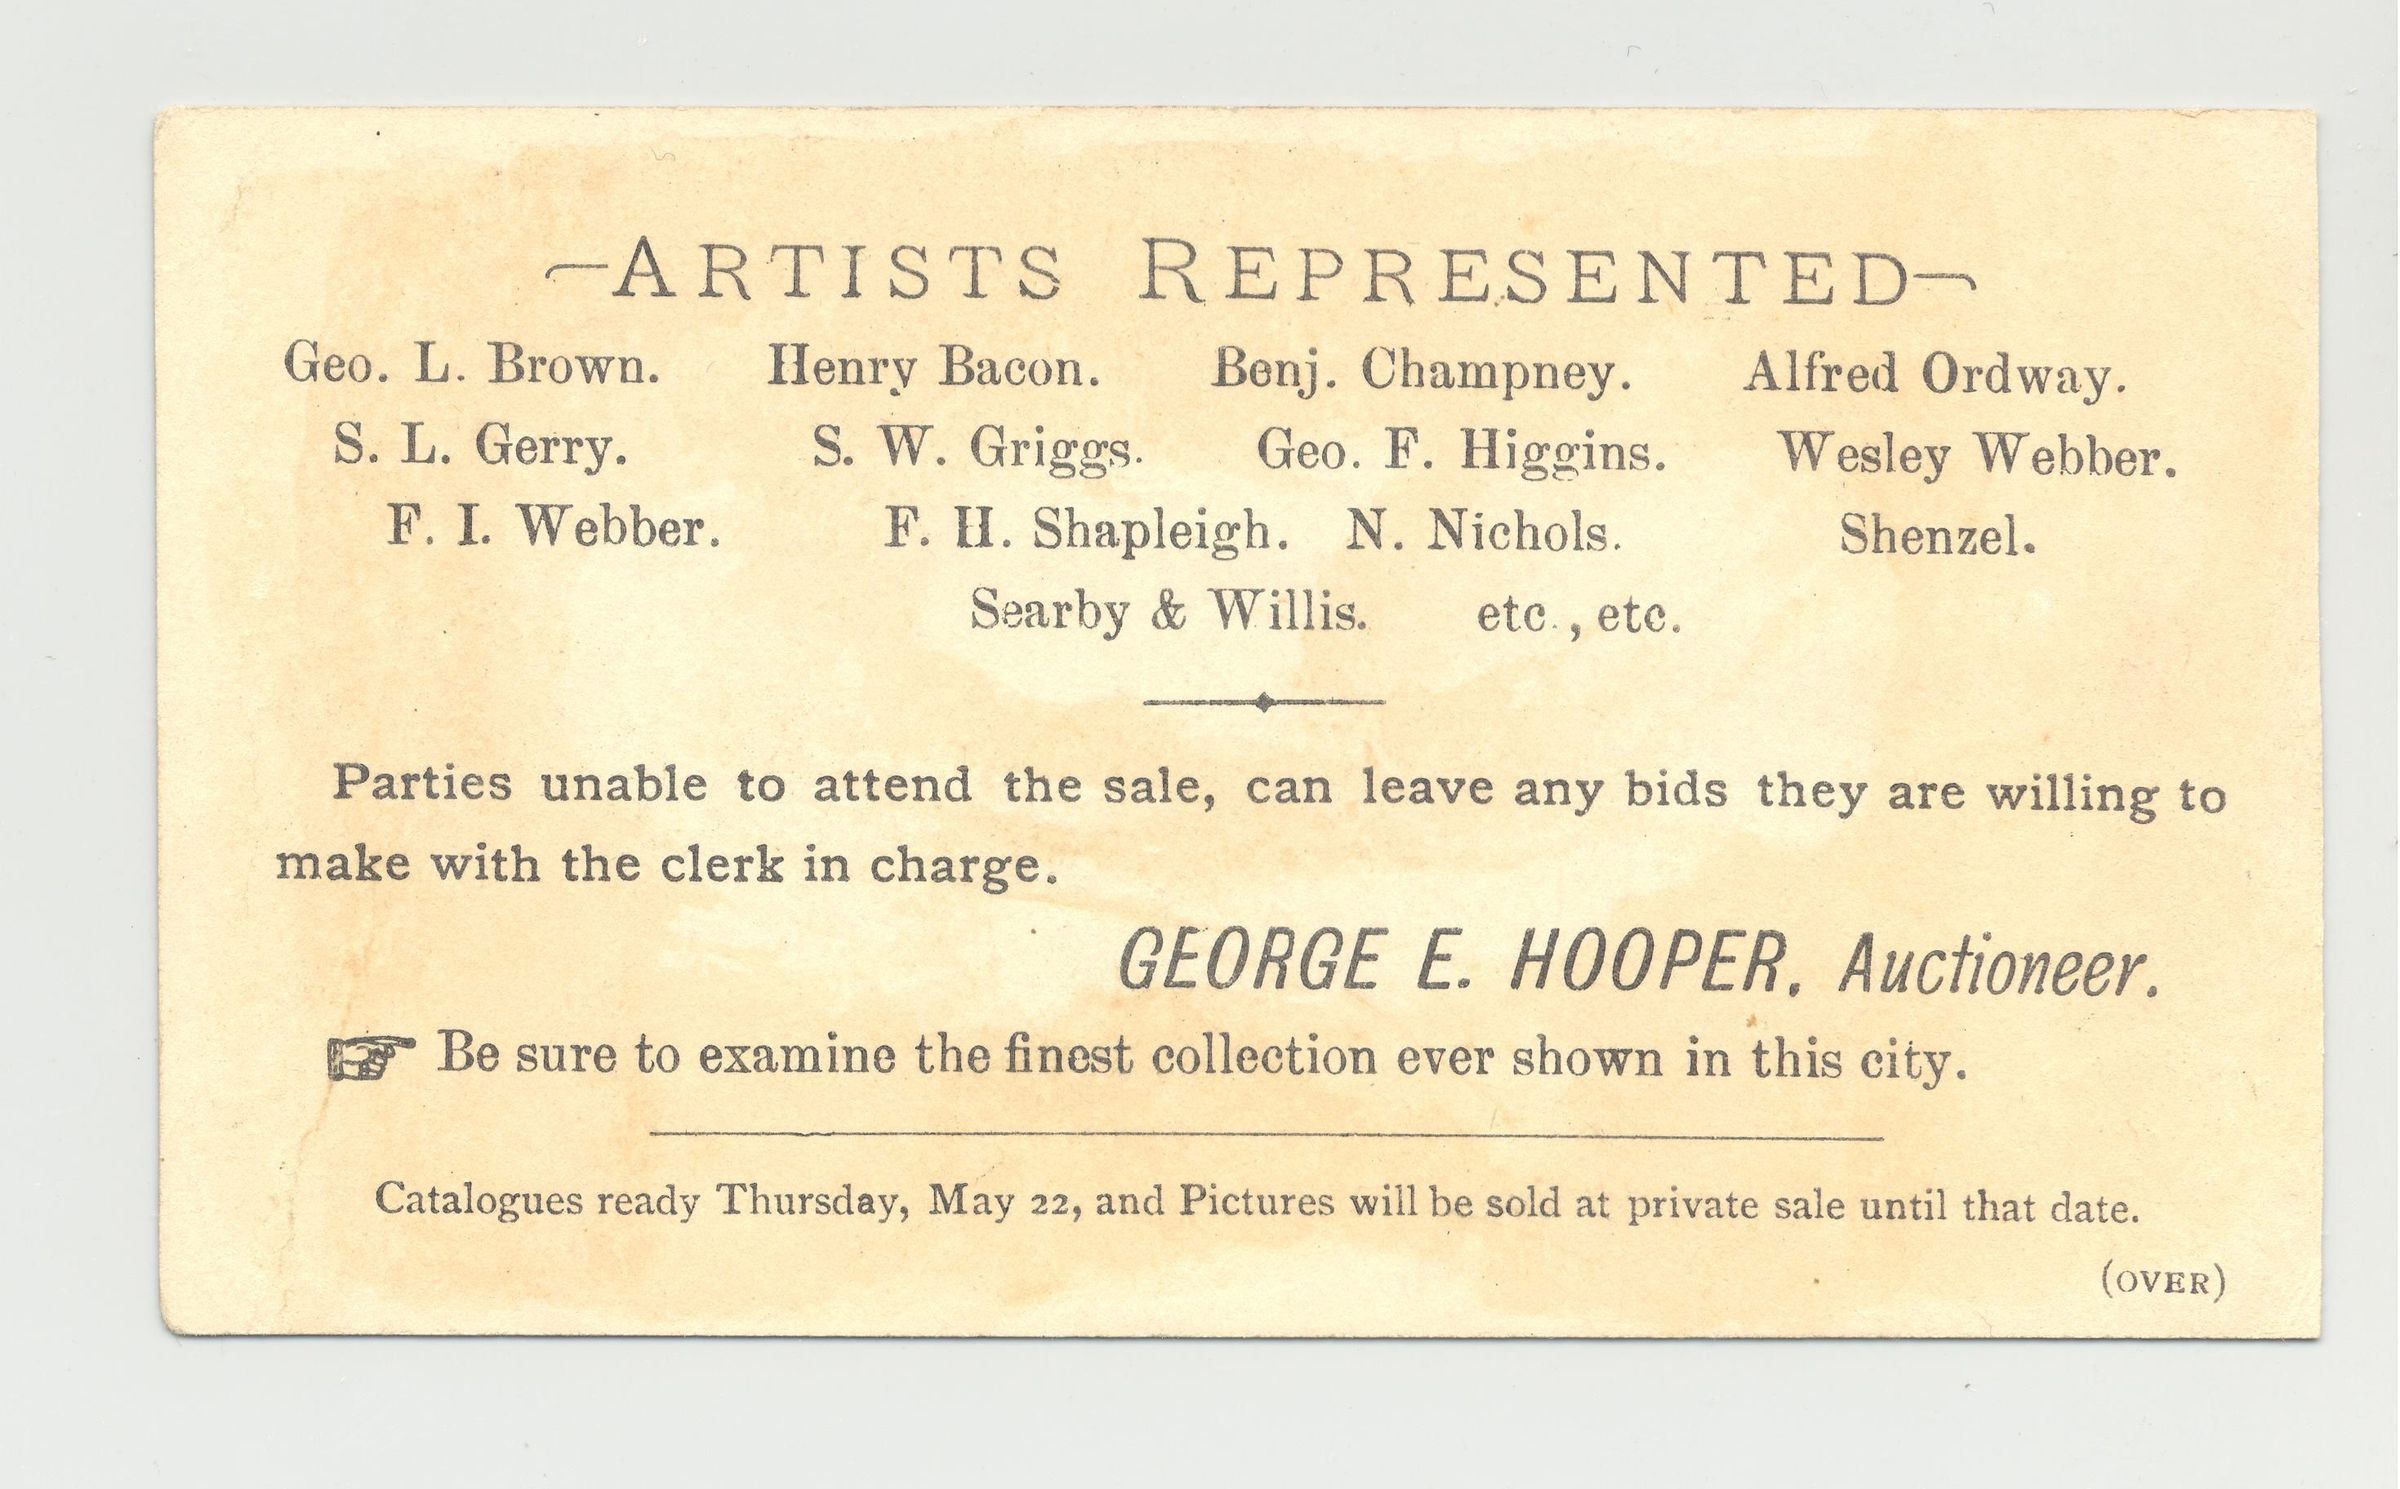 ARTISTS REPRESENTED
Geo. L. Brown. Henry Bacon. Benj. Champney. Alfred Ordway.
S. L. Gerry. S. W. Griggs. Geo. F. Higgins. Wesley Webber.
F. I. Webber. F. H. Shapleigh. N. Nichols. Shenzel.
Searby & Willis. etc., etc.
Parties unable to attend the sale, can leave any bids they are willing to
make with the clerk in charge.
GEORGE E. HOOPER. Auctioneer.
☞ Be sure to examine the finest collection ever shown in this city.
Catalogues ready Thursday, May 22, and Pictures will be sold at private sale until that date.
(OVER)